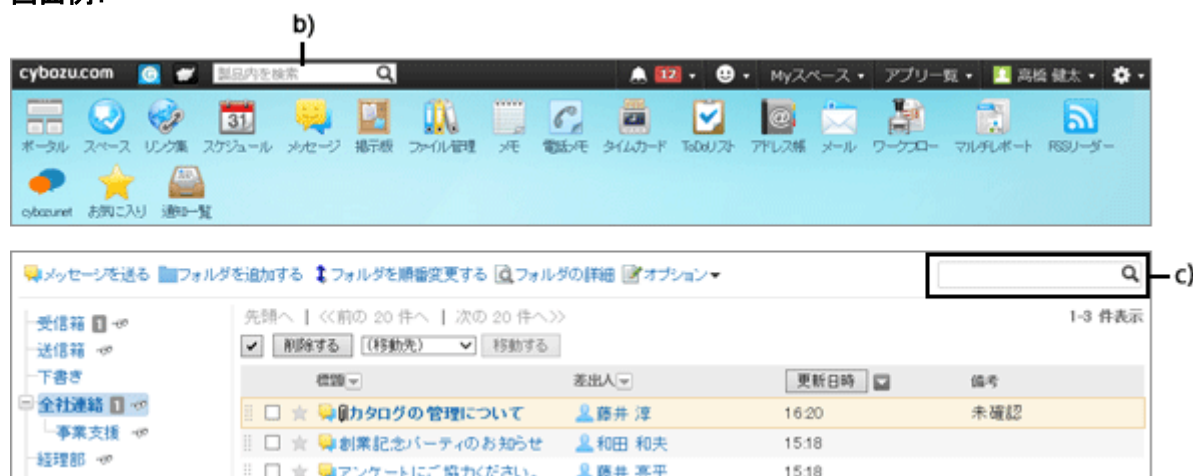 b)
cybozu.com 製品内を検索 12 Myスペース アプリ一覧 高橋 健太
ポータル スペース リンク集 スケジュール メッセージ 掲示板 ファイル管理 メモ 電話メモ タイムカード ToDoリスト アドレス帳 メール ワークフロー マルチレポート RSSリーダー
cybozunet お気に入り 通知一覧
メッセージを送る フォルダを追加する フォルダを順番変更する フォルダの詳細 オプション
c)
先頭へ | <<前の 20 件へ | 次の 20 件へ>> 1-3 件表示
削除する (移動先) 移動する
標題 差出人 更新日時 備考
カタログの管理について 藤井 淳 16:20 未確認
創業記念パーティのお知らせ 和田 和夫 15:18
アンケートにご協力ください。 藤井 亮平 15:18
受信箱 1
送信箱
下書き
全社連絡 1
事業支援
経理部